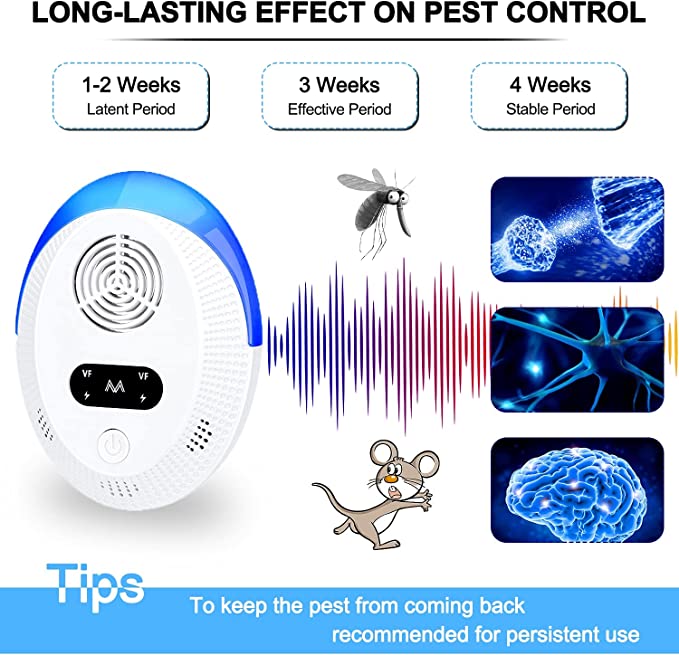 LONG-LASTING EFFECT ON PEST CONTROL
1-2 Weeks
Latent Period
3 Weeks
Effective Period
4 Weeks
Stable Period
VF
VF
Tips
To keep the pest from coming back
recommended for persistent use